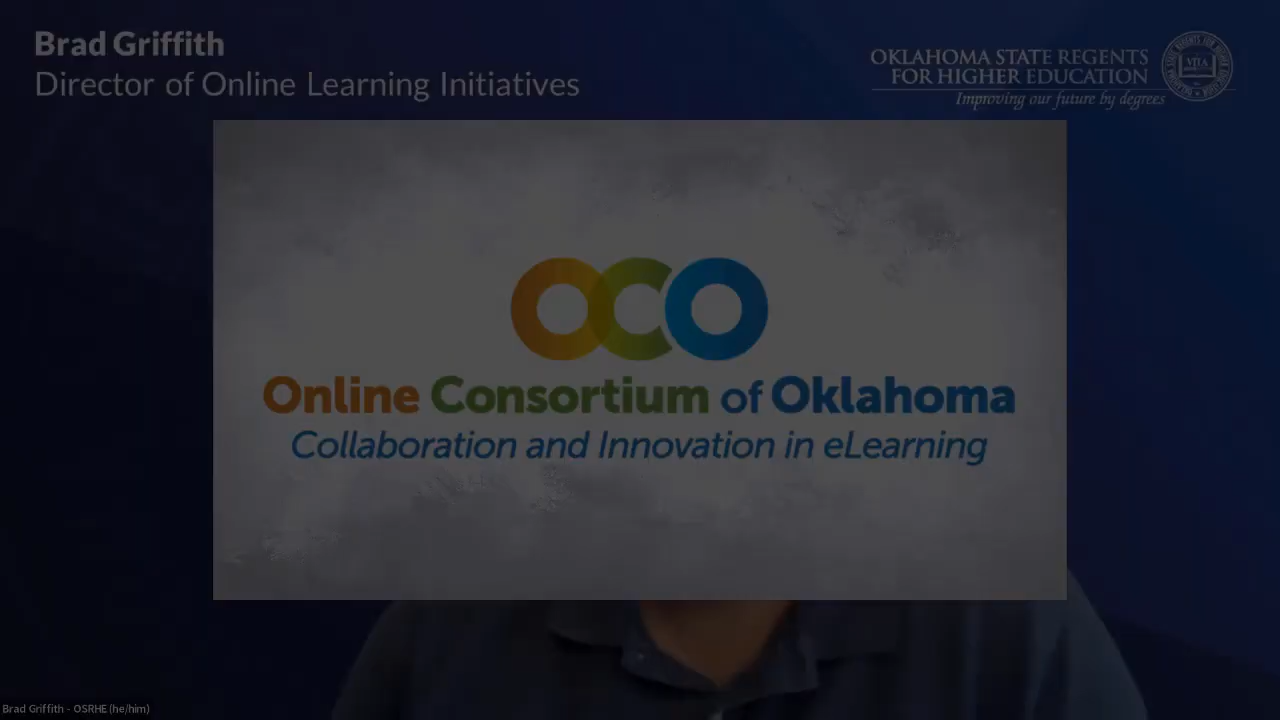 Brad Griffith
Director of Online Learning Initiatives
OKLAHOMA STATE REGENTS
FOR HIGHER EDUCATION
Improving our future by degrees
OCO
Online Consortium of Oklahoma
Collaboration and Innovation in eLearning
Brad Griffith - OSRHE (he/him)